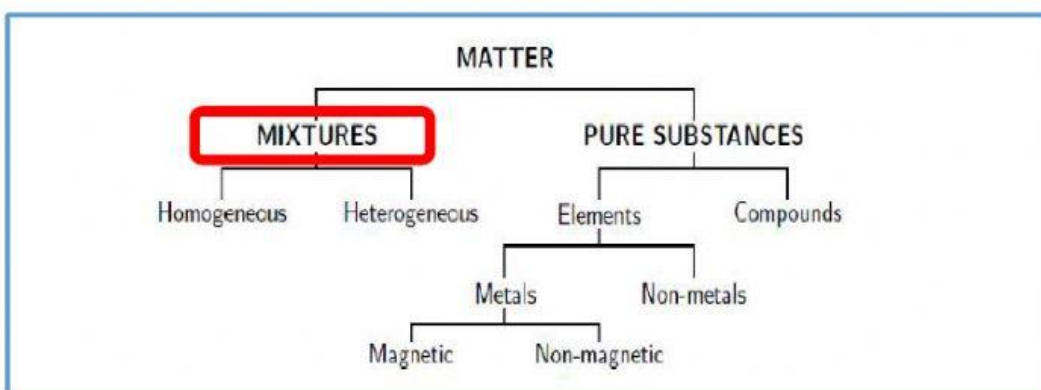 MATTER
MIXTURES PURE SUBSTANCES
Homogeneous Heterogeneous Elements Compounds
Metals Non-metals
Magnetic Non-magnetic